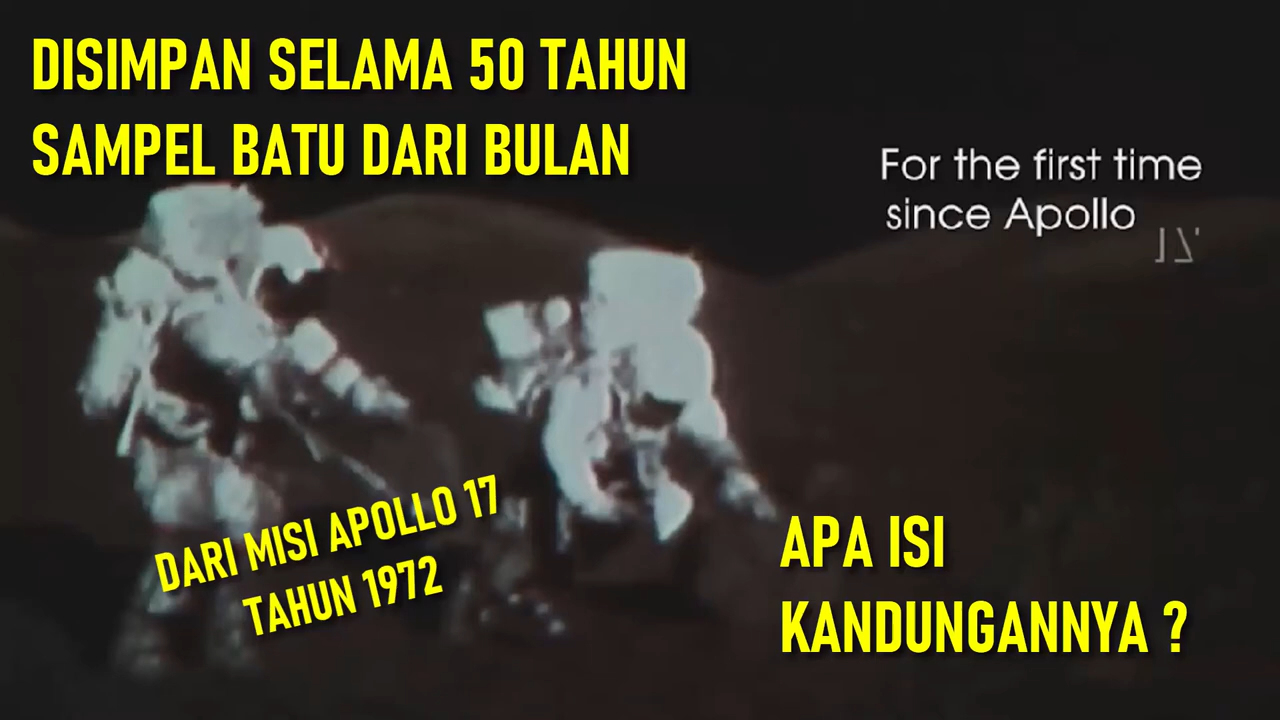 DISIMPAN SELAMA 50 TAHUN
SAMPEL BATU DARI BULAN
For the first time
since Apollo
17
DARI MISI APOLLO 17
TAHUN 1972
APA ISI
KANDUNGANNYA ?